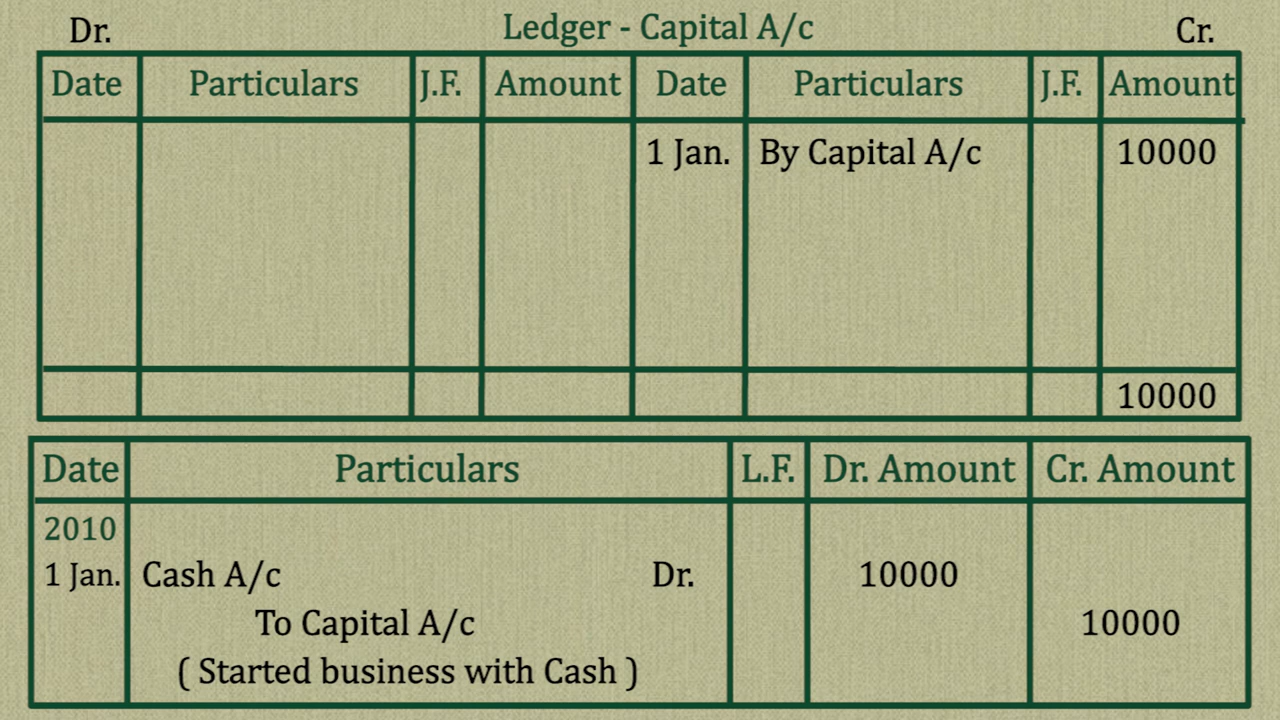 Dr. Ledger - Capital A/c Cr.
Date Particulars J.F. Amount Date Particulars J.F. Amount
1 Jan. By Capital A/c 10000
10000
Date Particulars L.F. Dr. Amount Cr. Amount
2010
1 Jan. Cash A/c Dr. 10000
To Capital A/c 10000
( Started business with Cash )